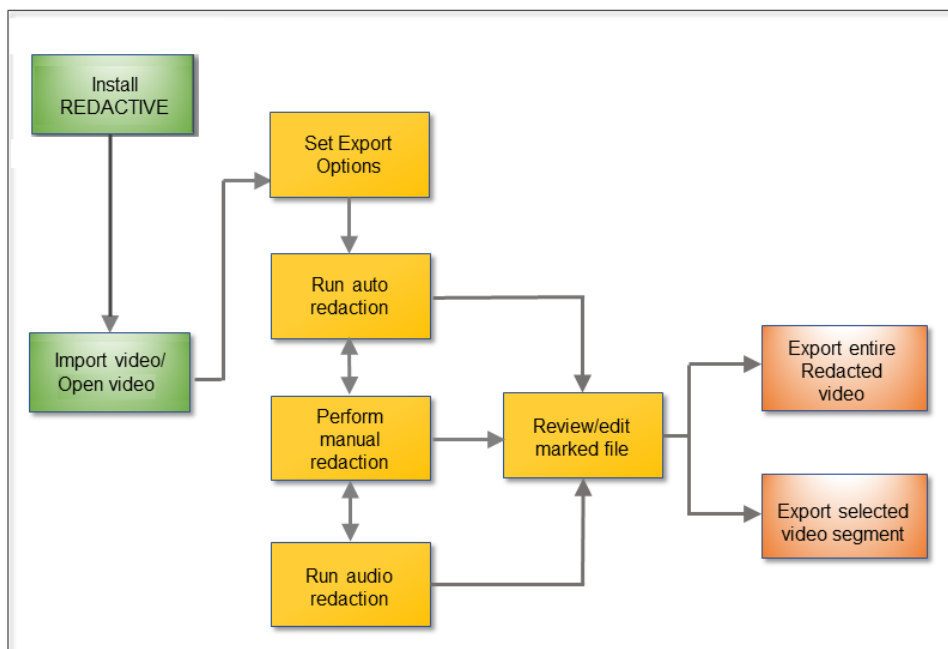 Install
REDACTIVE
Set Export
Options
Run auto
redaction
Import video/
Open video
Perform
manual
redaction
Review/edit
marked file
Run audio
redaction
Export entire
Redacted
video
Export selected
video segment